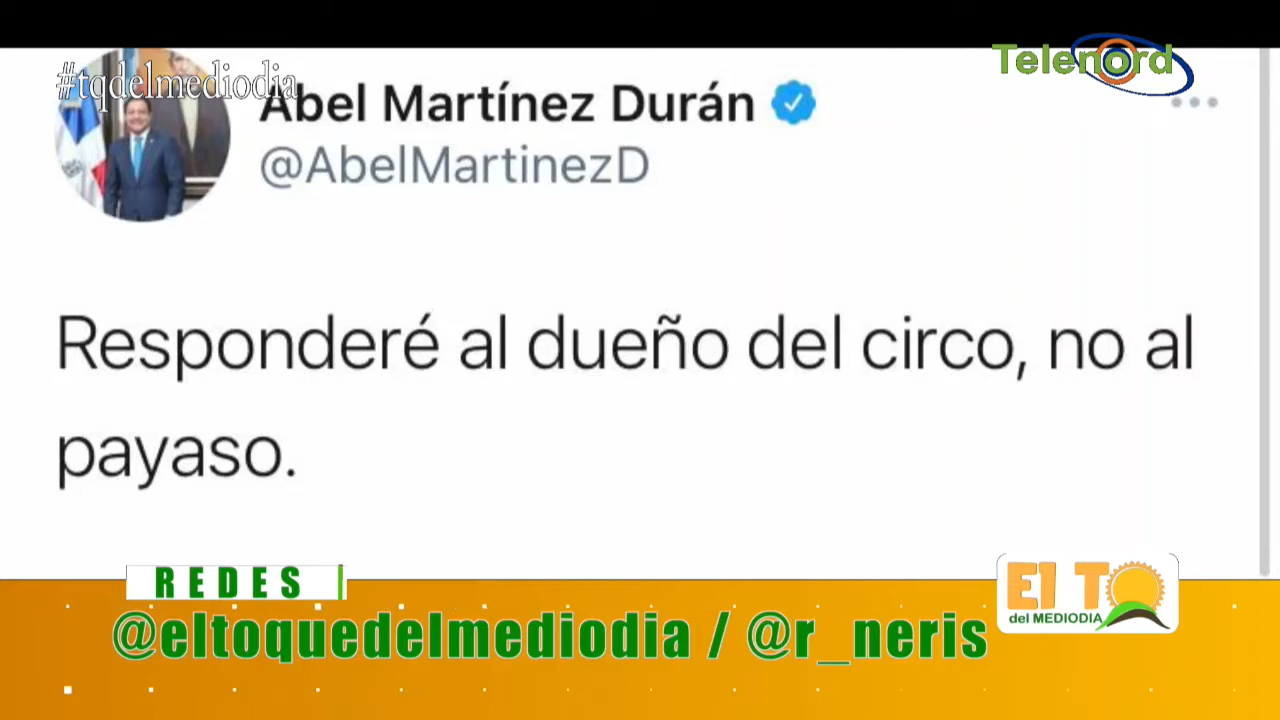 #tqdelmediodia
Telenord
Abel Martínez Durán
@AbelMartinezD
Responderé al dueño del circo, no al
payaso.
REDES
El TO
del MEDIODIA
@eltoquedelmediodia / @r_neris